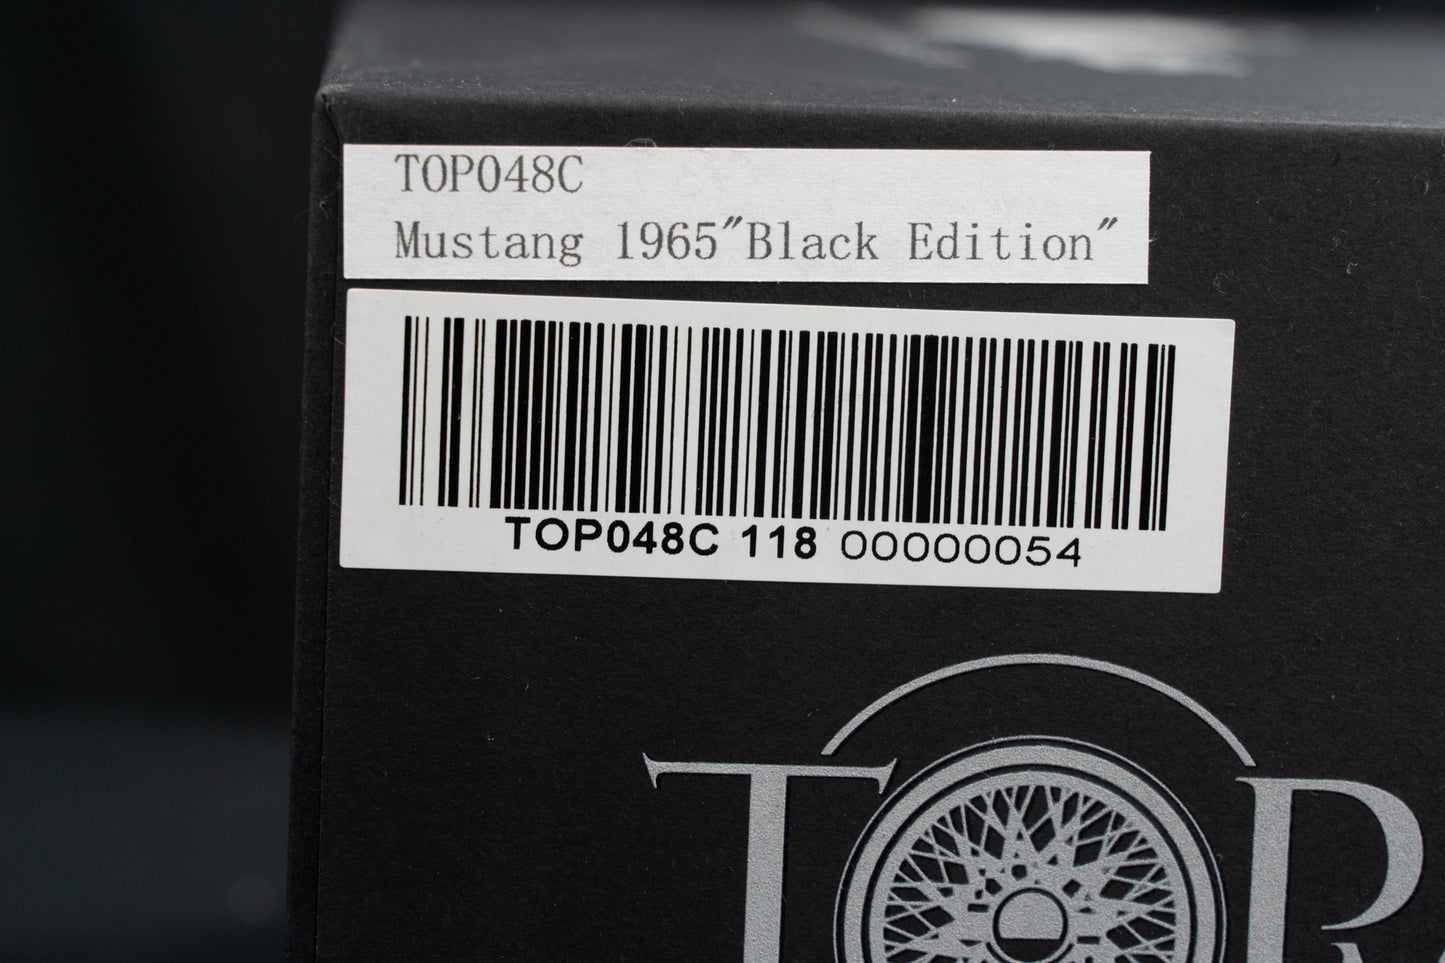 TOP048C
Mustang 1965"Black Edition"
TOP048C 118 00000054